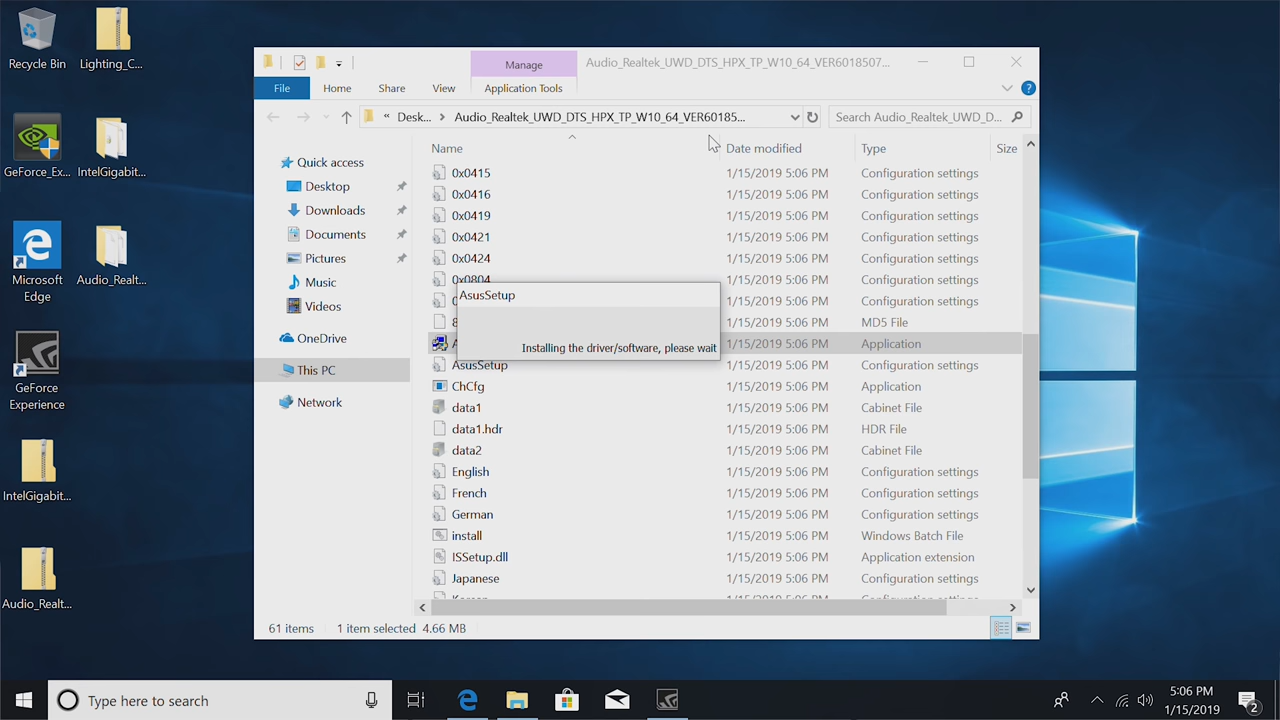 Recycle Bin
Lighting_C...
GeForce_Ex...
IntelGigabit...
Microsoft
Edge
Audio_Realt...
GeForce
Experience
IntelGigabit...
Audio_Realt...
Manage
Audio_Realtek_UWD_DTS_HPX_TP_W10_64_VER6018507...
File
Home
Share
View
Application Tools
?
« Desk... > Audio_Realtek_UWD_DTS_HPX_TP_W10_64_VER60185...
Search Audio_Realtek_UWD_D...
Quick access
Desktop
Downloads
Documents
Pictures
Music
Videos
OneDrive
This PC
Network
Name Date modified Type Size
0x0415 1/15/2019 5:06 PM Configuration settings
0x0416 1/15/2019 5:06 PM Configuration settings
0x0419 1/15/2019 5:06 PM Configuration settings
0x0421 1/15/2019 5:06 PM Configuration settings
0x0424 1/15/2019 5:06 PM Configuration settings
0x0804 1/15/2019 5:06 PM Configuration settings
1/15/2019 5:06 PM Configuration settings
1/15/2019 5:06 PM MD5 File
1/15/2019 5:06 PM Application
AsusSetup 1/15/2019 5:06 PM Configuration settings
ChCfg 1/15/2019 5:06 PM Application
data1 1/15/2019 5:06 PM Cabinet File
data1.hdr 1/15/2019 5:06 PM HDR File
data2 1/15/2019 5:06 PM Cabinet File
English 1/15/2019 5:06 PM Configuration settings
French 1/15/2019 5:06 PM Configuration settings
German 1/15/2019 5:06 PM Configuration settings
install 1/15/2019 5:06 PM Windows Batch File
ISSetup.dll 1/15/2019 5:06 PM Application extension
Japanese 1/15/2019 5:06 PM Configuration settings
AsusSetup
Installing the driver/software, please wait
61 items 1 item selected 4.66 MB
Type here to search
5:06 PM
1/15/2019
2